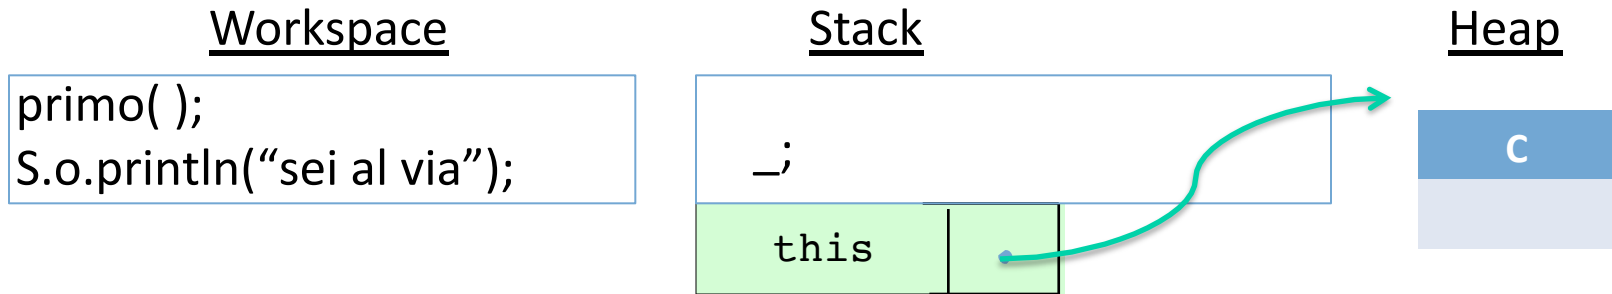 Workspace
Stack
Heap
primo( );
S.o.println(“sei al via”);
_;
this
C